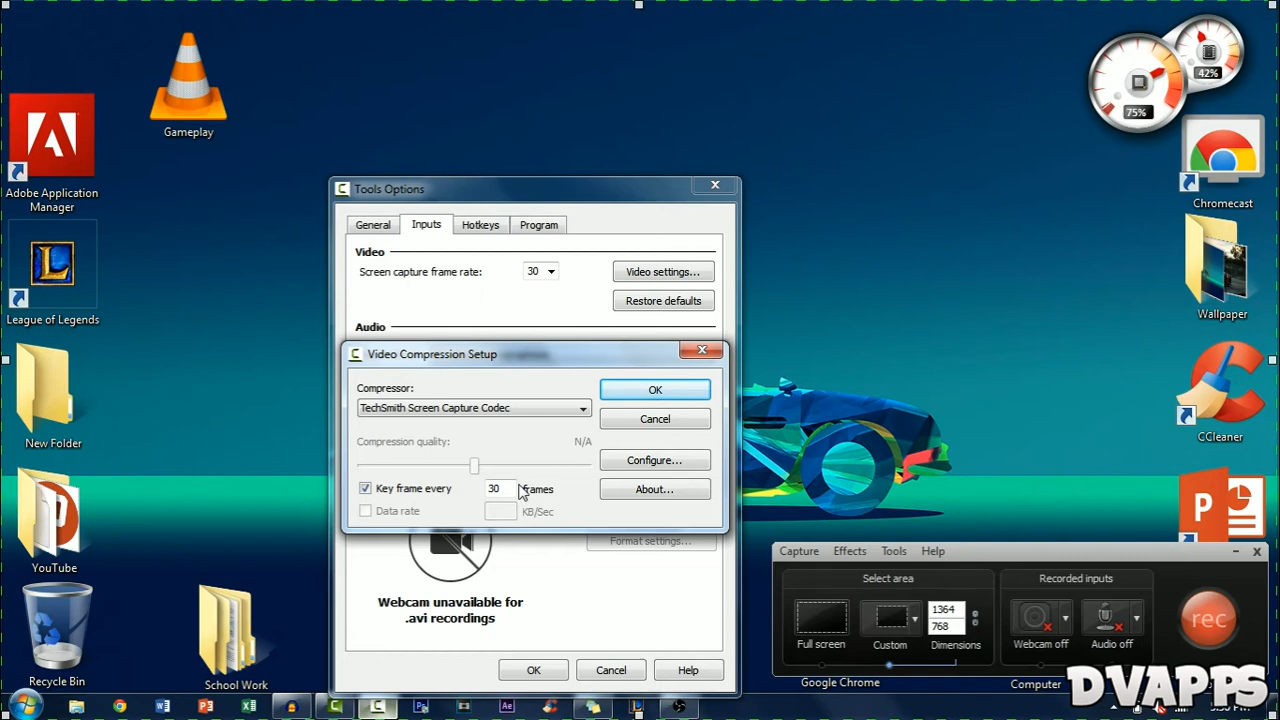 Gameplay
Adobe Application
Manager
League of Legends
New Folder
YouTube
Recycle Bin
School Work
42%
75%
Chromecast
Wallpaper
CCleaner
Tools Options
General
Inputs
Hotkeys
Program
Video
Screen capture frame rate:
30
Video settings...
Restore defaults
Audio
Video Compression Setup
Compressor:
TechSmith Screen Capture Codec
OK
Cancel
Compression quality:
N/A
Configure...
Key frame every
30
frames
About...
Data rate
KB/Sec
Format settings...
Webcam unavailable for
.avi recordings
OK
Cancel
Help
Capture
Effects
Tools
Help
Select area
Recorded inputs
Full screen
Custom
1364
768
Dimensions
Webcam off
Audio off
rec
Google Chrome
Computer
DVAPPS